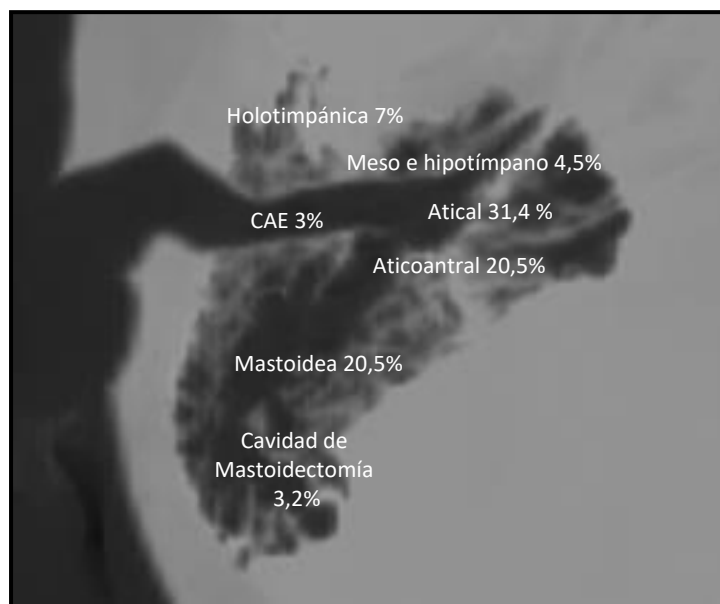 Holotimpánica 7%
Meso e hipotímpano 4,5%
CAE 3%
Atical 31,4 %
Aticoantral 20,5%
Mastoidea 20,5%
Cavidad de
Mastoidectomía
3,2%